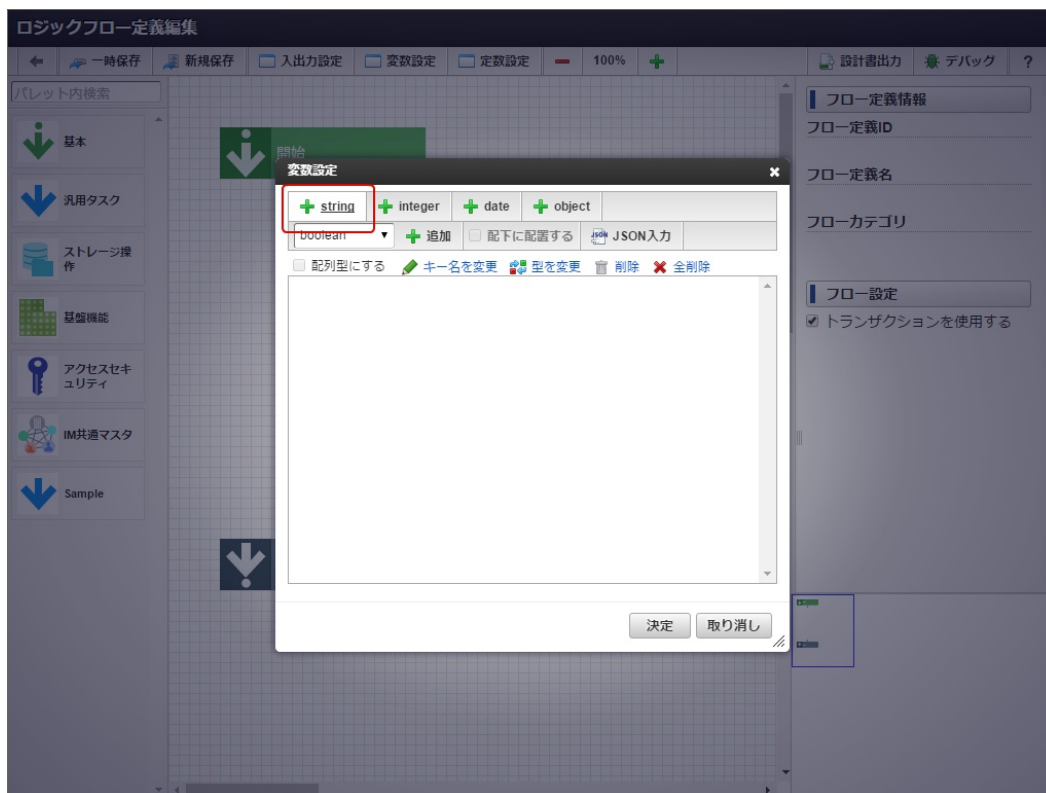 ロジックフロー定義編集
一時保存 新規保存 入出力設定 変数設定 定数設定 100% 設計書出力 デバッグ ?
パレット内検索
基本
汎用タスク
ストレージ操
作
基盤機能
アクセスセキ
ュリティ
IM共通マスタ
Sample
開始
変数設定
string integer date object
boolean 追加 配下に配置する JSON JSON入力
配列型にする キー名を変更 型を変更 削除 全削除
決定 取り消し
フロー定義情報
フロー定義ID
フロー定義名
フローカテゴリ
フロー設定
トランザクションを使用する